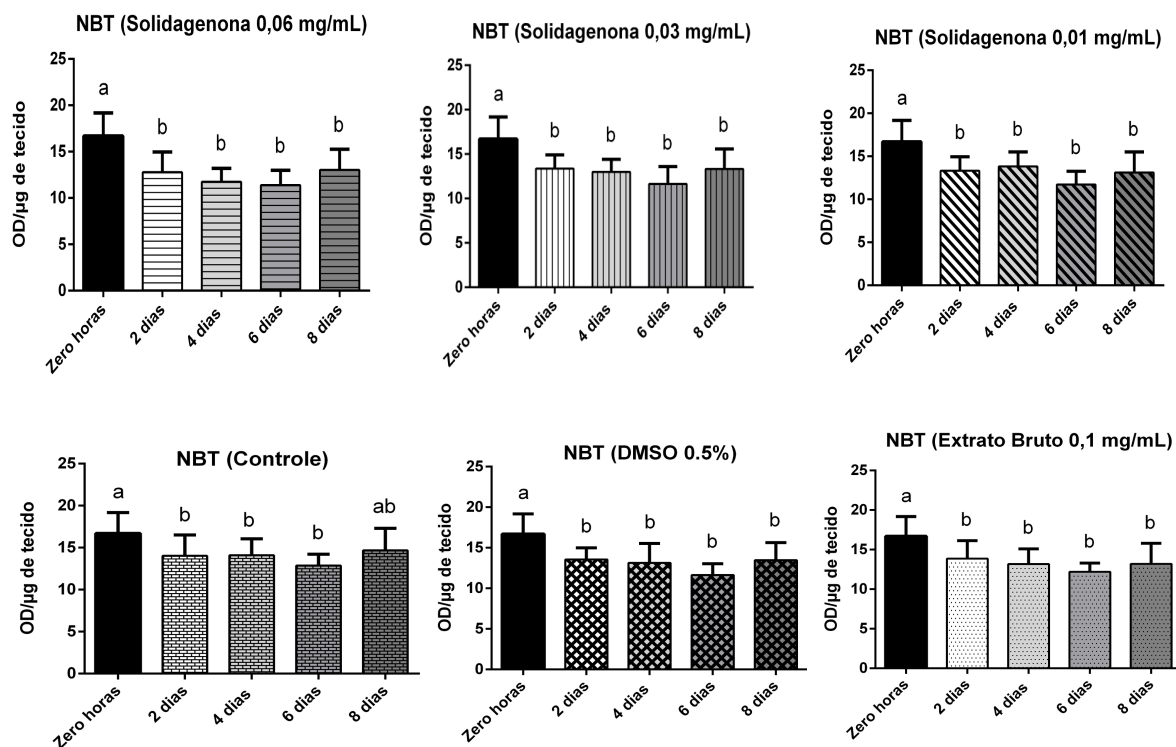 NBT (Solidagenona 0,06 mg/mL)
OD/µg de tecido
25
20
15
10
5
0
a
b
b
b
b
Zero horas
2 dias
4 dias
6 dias
8 dias
NBT (Solidagenona 0,03 mg/mL)
OD/µg de tecido
25
20
15
10
5
0
a
b
b
b
b
Zero horas
2 dias
4 dias
6 dias
8 dias
NBT (Solidagenona 0,01 mg/mL)
OD/µg de tecido
25
20
15
10
5
0
a
b
b
b
b
Zero horas
2 dias
4 dias
6 dias
8 dias
NBT (Controle)
OD/µg de tecido
25
20
15
10
5
0
a
b
b
b
ab
Zero horas
2 dias
4 dias
6 dias
8 dias
NBT (DMSO 0.5%)
OD/µg de tecido
25
20
15
10
5
0
a
b
b
b
b
Zero horas
2 dias
4 dias
6 dias
8 dias
NBT (Extrato Bruto 0,1 mg/mL)
OD/µg de tecido
25
20
15
10
5
0
a
b
b
b
b
Zero horas
2 dias
4 dias
6 dias
8 dias